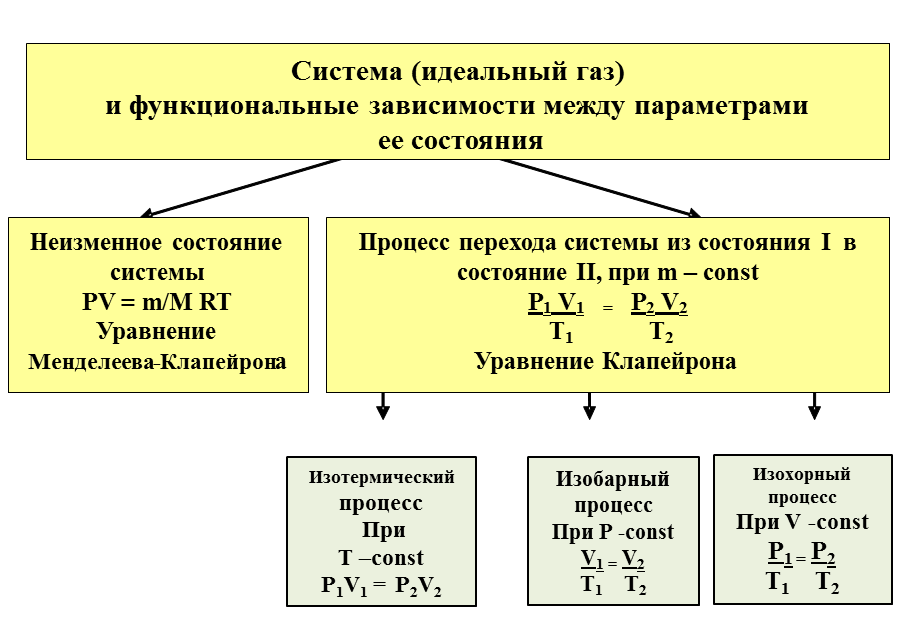 Система (идеальный газ)
и функциональные зависимости между параметрами
ее состояния
Неизменное состояние
системы
PV = m/M RT
Уравнение
Менделеева-Клапейрона
Процесс перехода системы из состояния I в
состояние II, при m – const
P₁ V₁ = P₂ V₂
T₁ T₂
Уравнение Клапейрона
Изотермический
процесс
При
T –const
P₁V₁ = P₂V₂
Изобарный
процесс
При P -const
V₁ = V₂
T₁ T₂
Изохорный
процесс
При V -const
P₁ = P₂
T₁ T₂